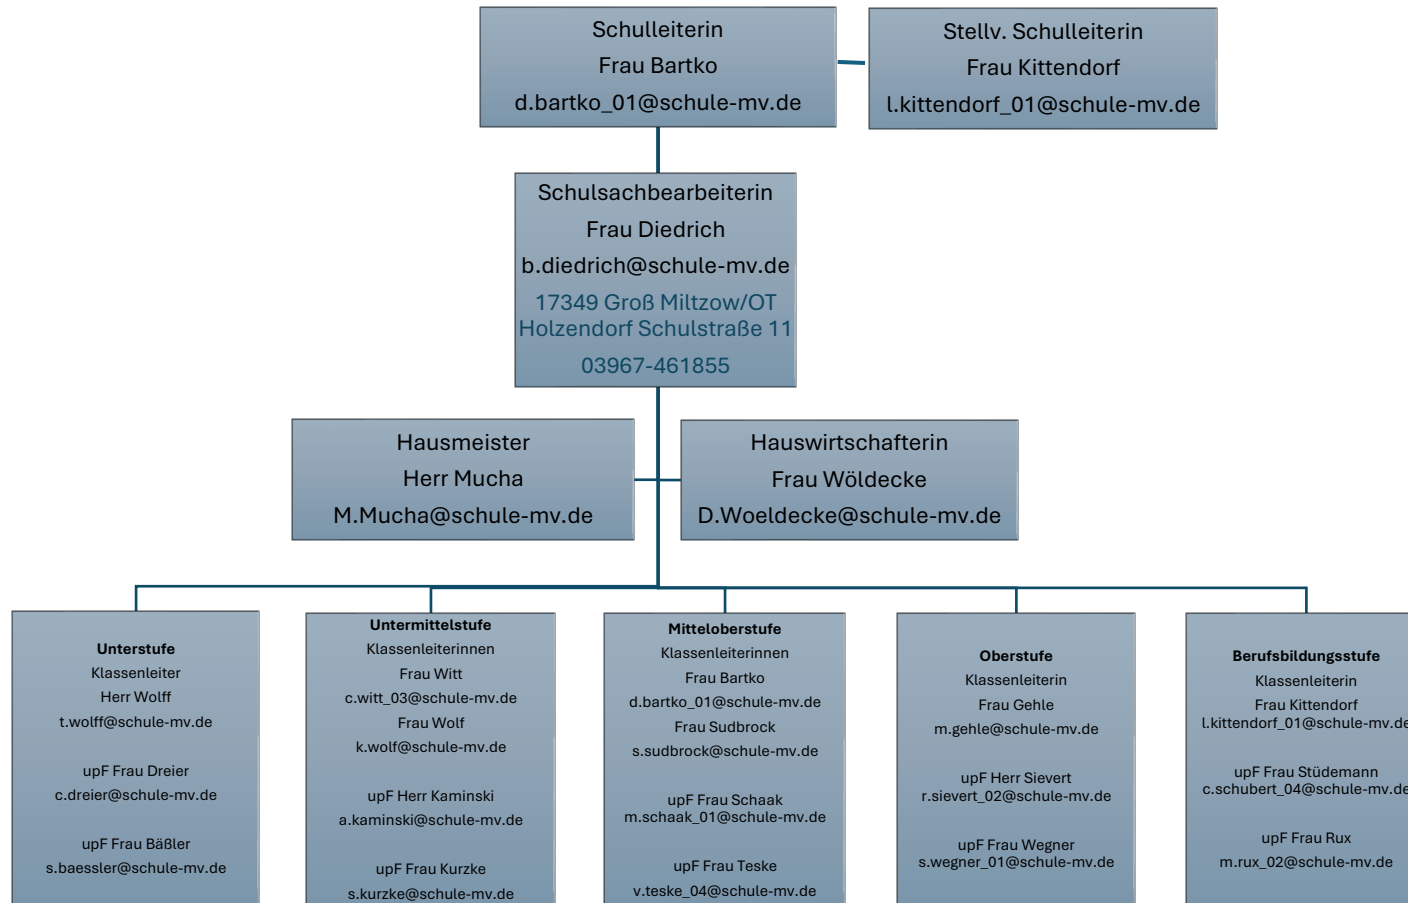 Schulleiterin
Frau Bartko
d.bartko_01@schule-mv.de
Stellv. Schulleiterin
Frau Kittendorf
l.kittendorf_01@schule-mv.de
Schulsachbearbeiterin
Frau Diedrich
b.diedrich@schule-mv.de
17349 Groß Miltzow/OT
Holzendorf Schulstraße 11
03967-461855
Hausmeister
Herr Mucha
M.Mucha@schule-mv.de
Hauswirtschafterin
Frau Wöldecke
D.Woeldecke@schule-mv.de
Unterstufe
Klassenleiter
Herr Wolff
t.wolff@schule-mv.de
upF Frau Dreier
c.dreier@schule-mv.de
upF Frau Bäßler
s.baessler@schule-mv.de
Untermittelstufe
Klassenleiterinnen
Frau Witt
c.witt_03@schule-mv.de
Frau Wolf
k.wolf@schule-mv.de
upF Herr Kaminski
a.kaminski@schule-mv.de
upF Frau Kurzke
s.kurzke@schule-mv.de
Mitteloberstufe
Klassenleiterinnen
Frau Bartko
d.bartko_01@schule-mv.de
Frau Sudbrock
s.sudbrock@schule-mv.de
upF Frau Schaak
m.schaak_01@schule-mv.de
upF Frau Teske
v.teske_04@schule-mv.de
Oberstufe
Klassenleiterin
Frau Gehle
m.gehle@schule-mv.de
upF Herr Sievert
r.sievert_02@schule-mv.de
upF Frau Wegner
s.wegner_01@schule-mv.de
Berufsbildungsstufe
Klassenleiterin
Frau Kittendorf
l.kittendorf_01@schule-mv.de
upF Frau Stüdemann
c.schubert_04@schule-mv.de
upF Frau Rux
m.rux_02@schule-mv.de